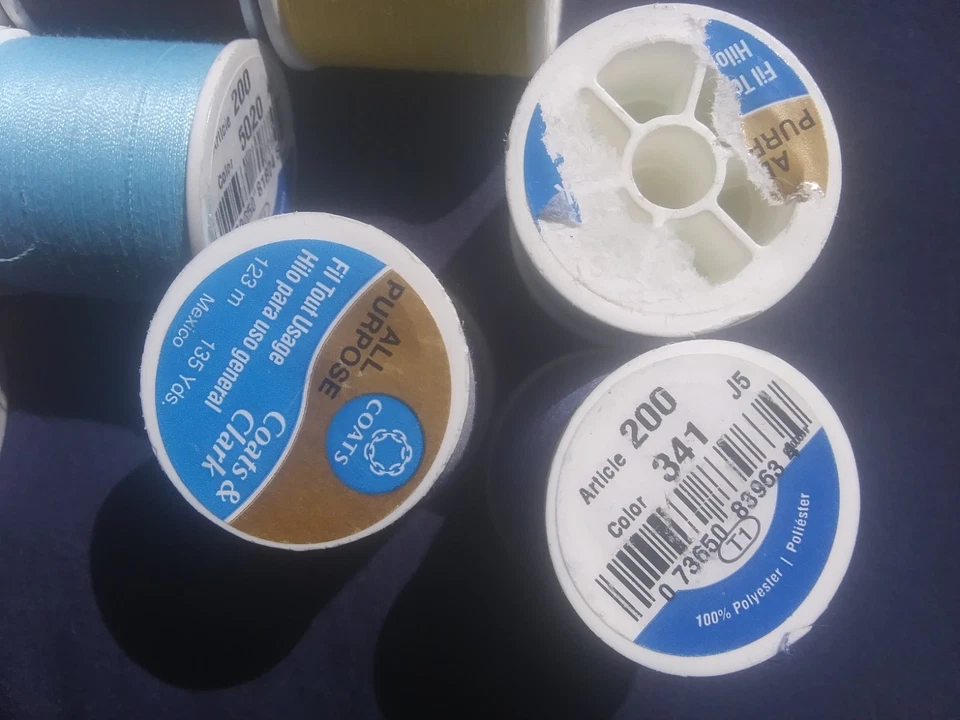 Article 200
Color 5020
Fil Tout Usage
Hilo para uso general
123 m 135 Yds.
Mexico
Coats &
Clark
ALL
PURPOSE
COATS
Article 200 J5
Color 341
0 73650 83963
T1
100% Polyester | Poliéster